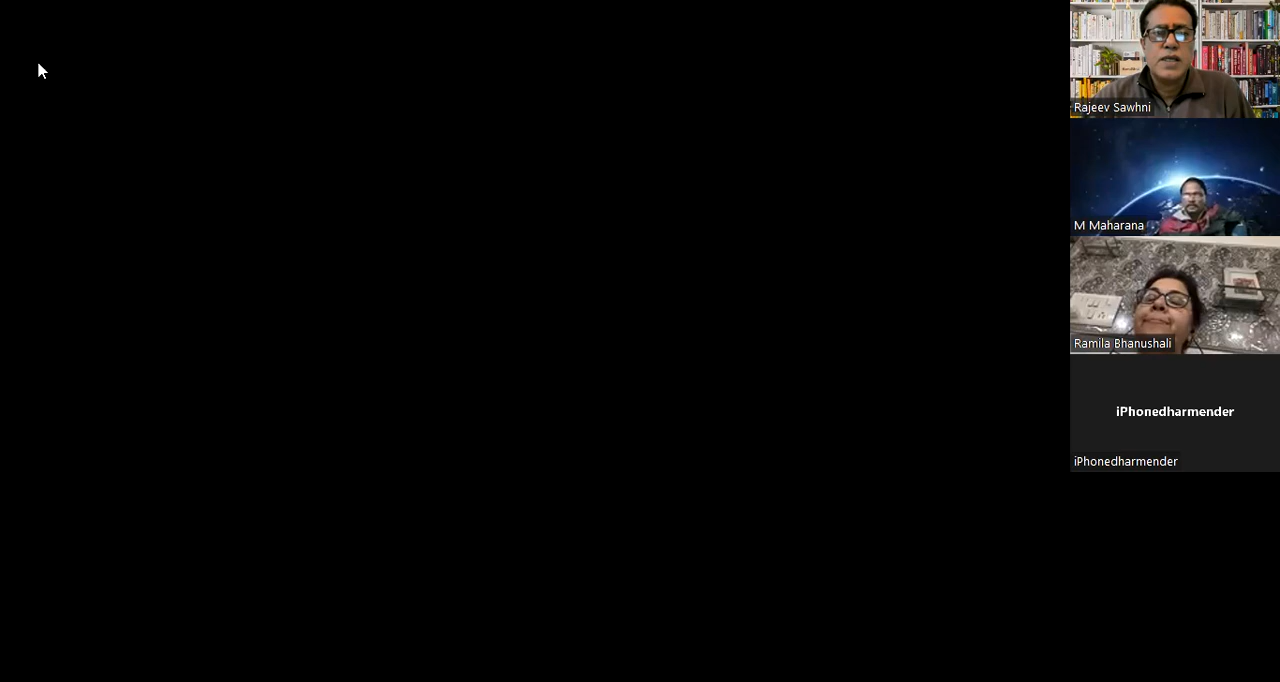 Rajeev Sawhni
M Maharana
Ramila Bhanushali
iPhonedharmender
iPhonedharmender